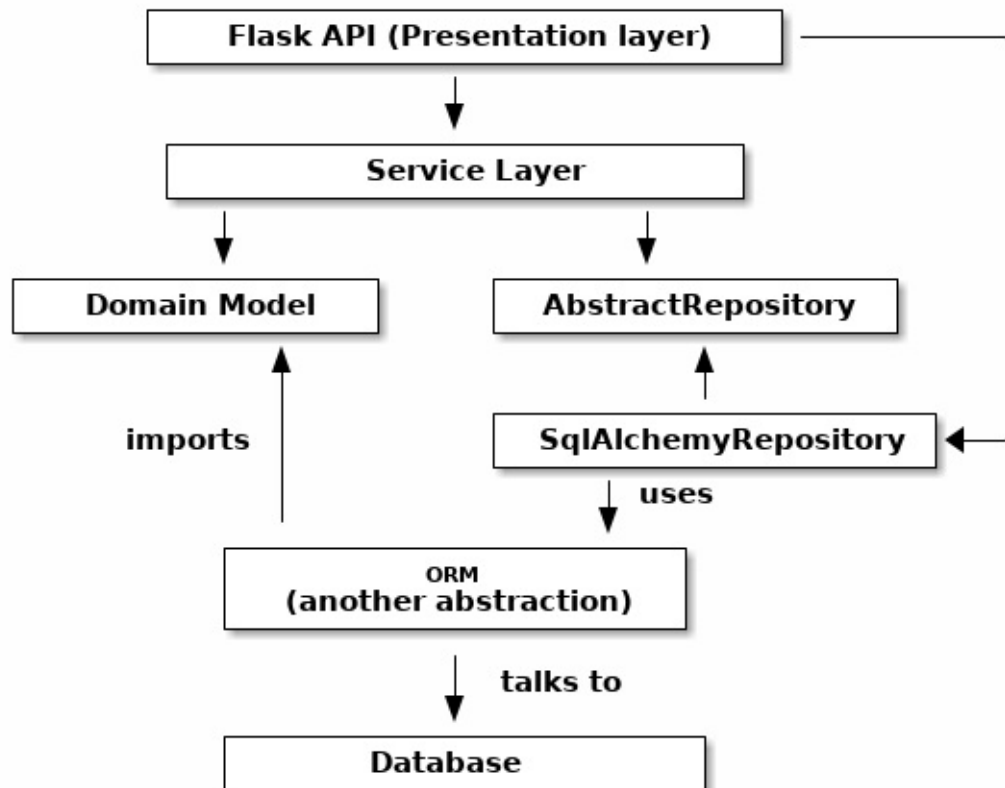 Flask API (Presentation layer)
Service Layer
Domain Model
AbstractRepository
imports
SqlAlchemyRepository
uses
ORM
(another abstraction)
talks to
Database